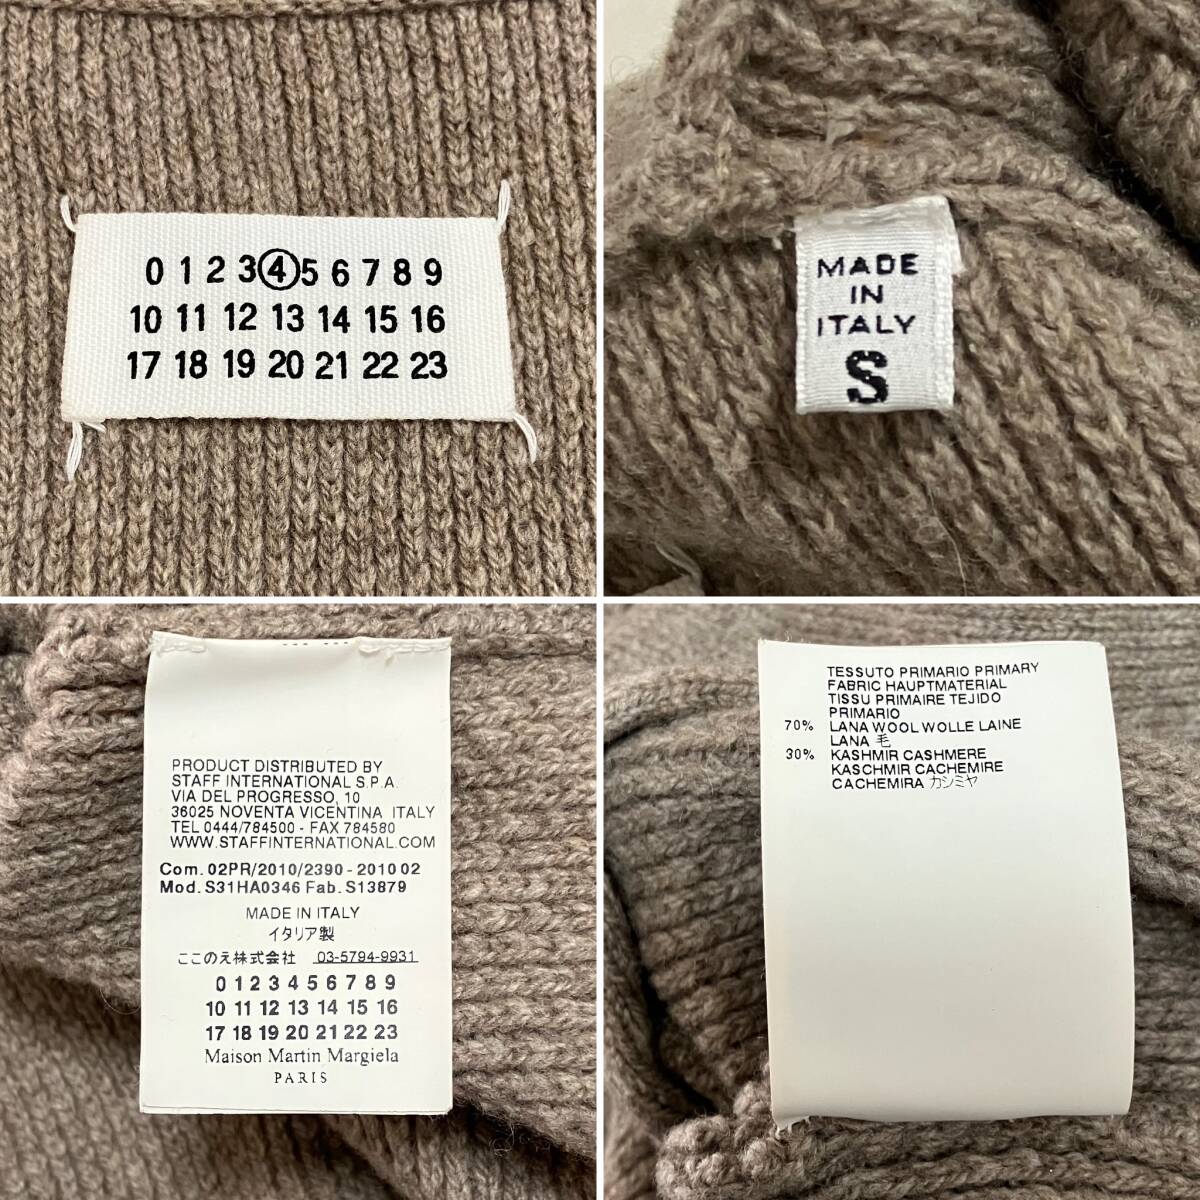 0 1 2 3 4 5 6 7 8 9
10 11 12 13 14 15 16
17 18 19 20 21 22 23
MADE
IN
ITALY
S
PRODUCT DISTRIBUTED BY
STAFF INTERNATIONAL S.P.A.
VIA DEL PROGRESSO, 10
36025 NOVENTA VICENTINA ITALY
TEL 0444/784500 - FAX 784580
WWW.STAFFINTERNATIONAL.COM
Com. 02PR/2010/2390 - 2010 02
Mod. S31HA0346 Fab. S13879
MADE IN ITALY
イタリア製
ここのえ株式会社 03-5794-9931
0 1 2 3 4 5 6 7 8 9
10 11 12 13 14 15 16
17 18 19 20 21 22 23
Maison Martin Margiela
PARIS
TESSUTO PRIMARIO PRIMARY
FABRIC HAUPTMATERIAL
TISSU PRIMAIRE TEJIDO
PRIMARIO
70% LANA WOOL WOLLE LAINE
LANA 毛
30% KASHMIR CASHMERE
KASCHMIR CACHEMIRE
CACHEMIRA カシミヤ